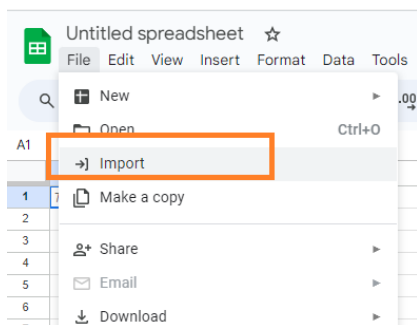 Untitled spreadsheet
File Edit View Insert Format Data Tools
.00
New
Open Ctrl+O
A1
Import
1
Make a copy
2
3
Share
4
5 Email
6
Download